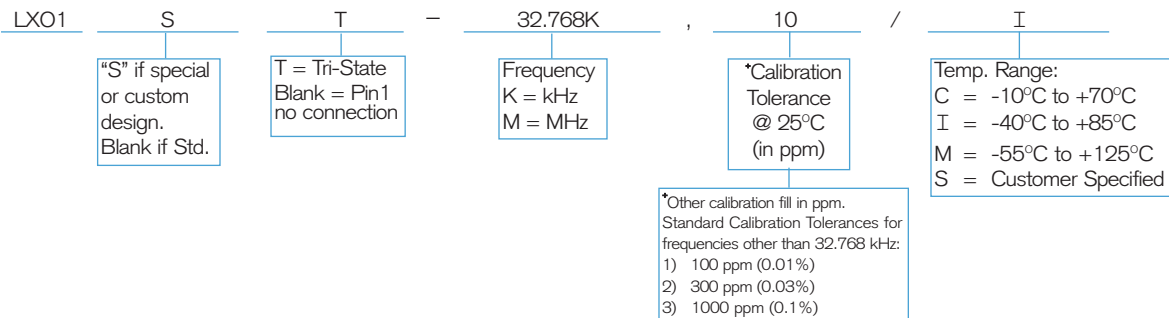 LXO1 S T – 32.768K , 10 / I
“S” if special
or custom
design.
Blank if Std.
T = Tri-State
Blank = Pin1
no connection
Frequency
K = kHz
M = MHz
*Calibration
Tolerance
@ 25°C
(in ppm)
*Other calibration fill in ppm.
Standard Calibration Tolerances for
frequencies other than 32.768 kHz:
1) 100 ppm (0.01%)
2) 300 ppm (0.03%)
3) 1000 ppm (0.1%)
Temp. Range:
C = -10°C to +70°C
I = -40°C to +85°C
M = -55°C to +125°C
S = Customer Specified